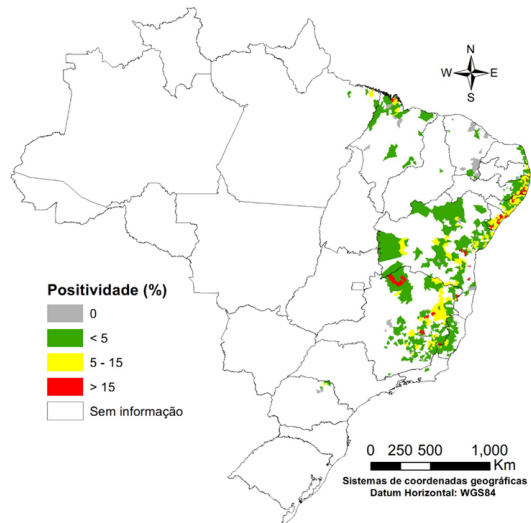 N
W E
S
Positividade (%)
0
< 5
5 - 15
> 15
Sem informação
0 250 500 1,000
Km
Sistemas de coordenadas geográficas
Datum Horizontal: WGS84